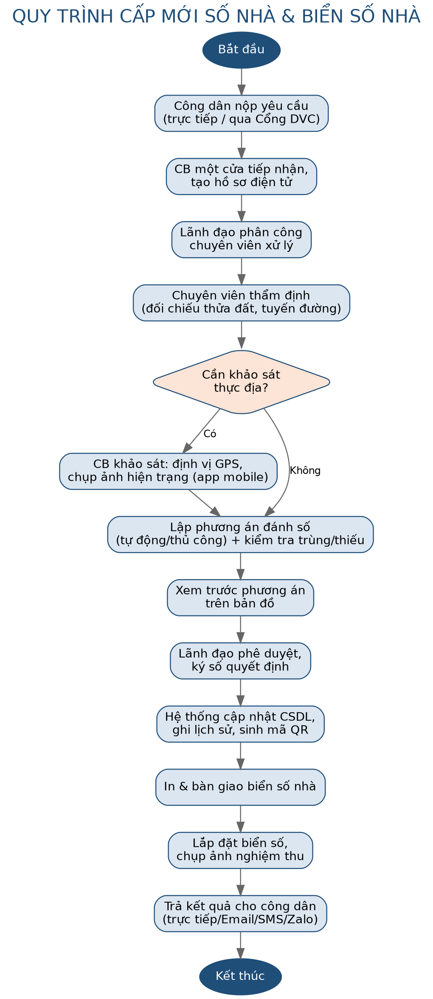 QUY TRÌNH CẤP MỚI SỐ NHÀ & BIỂN SỐ NHÀ
Bắt đầu
Công dân nộp yêu cầu
(trực tiếp / qua Cổng DVC)
CB một cửa tiếp nhận,
tạo hồ sơ điện tử
Lãnh đạo phân công
chuyên viên xử lý
Chuyên viên thẩm định
(đối chiếu thửa đất, tuyến đường)
Cần khảo sát
thực địa?
Có
CB khảo sát: định vị GPS,
chụp ảnh hiện trạng (app mobile)
Không
Lập phương án đánh số
(tự động/thủ công) + kiểm tra trùng/thiếu
Xem trước phương án
trên bản đồ
Lãnh đạo phê duyệt,
ký số quyết định
Hệ thống cập nhật CSDL,
ghi lịch sử, sinh mã QR
In & bàn giao biển số nhà
Lắp đặt biển số,
chụp ảnh nghiệm thu
Trả kết quả cho công dân
(trực tiếp/Email/SMS/Zalo)
Kết thúc